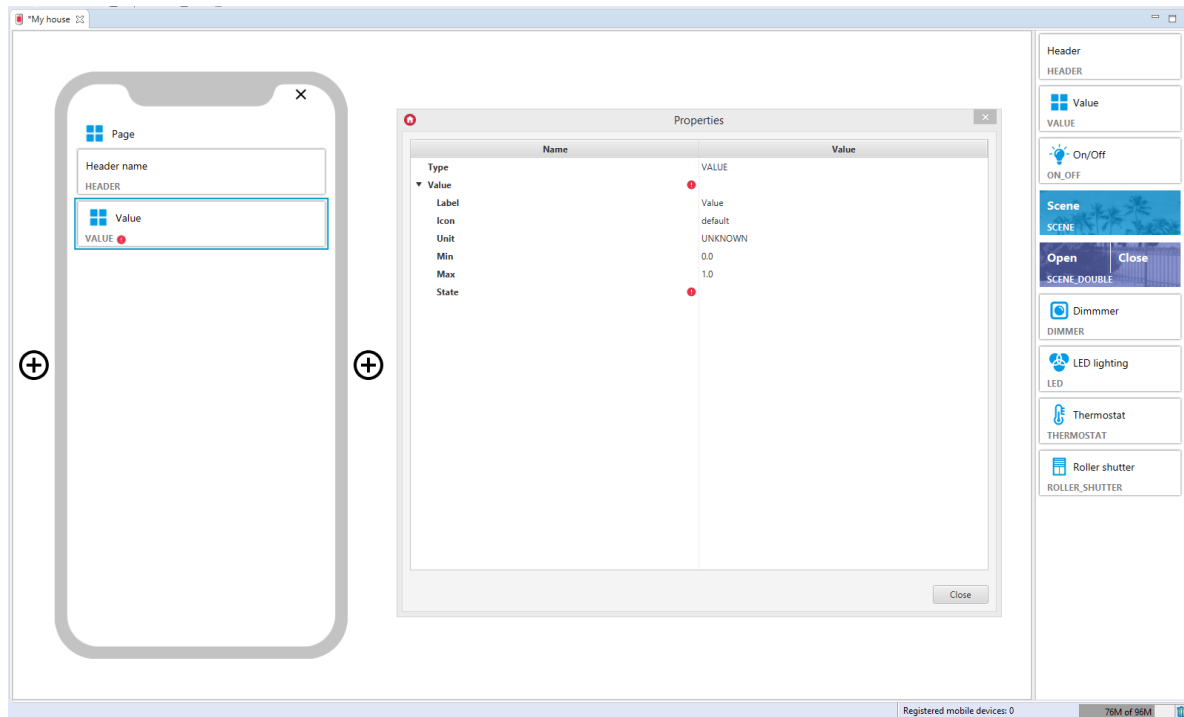 *My house
Page
Header name
HEADER
Value
VALUE
Properties
Name Value
Type VALUE
Value
Label Value
Icon default
Unit UNKNOWN
Min 0.0
Max 1.0
State
Close
Header
HEADER
Value
VALUE
On/Off
ON_OFF
Scene
SCENE
Open Close
SCENE_DOUBLE
Dimmmer
DIMMER
LED lighting
LED
Thermostat
THERMOSTAT
Roller shutter
ROLLER_SHUTTER
Registered mobile devices: 0
76M of 96M